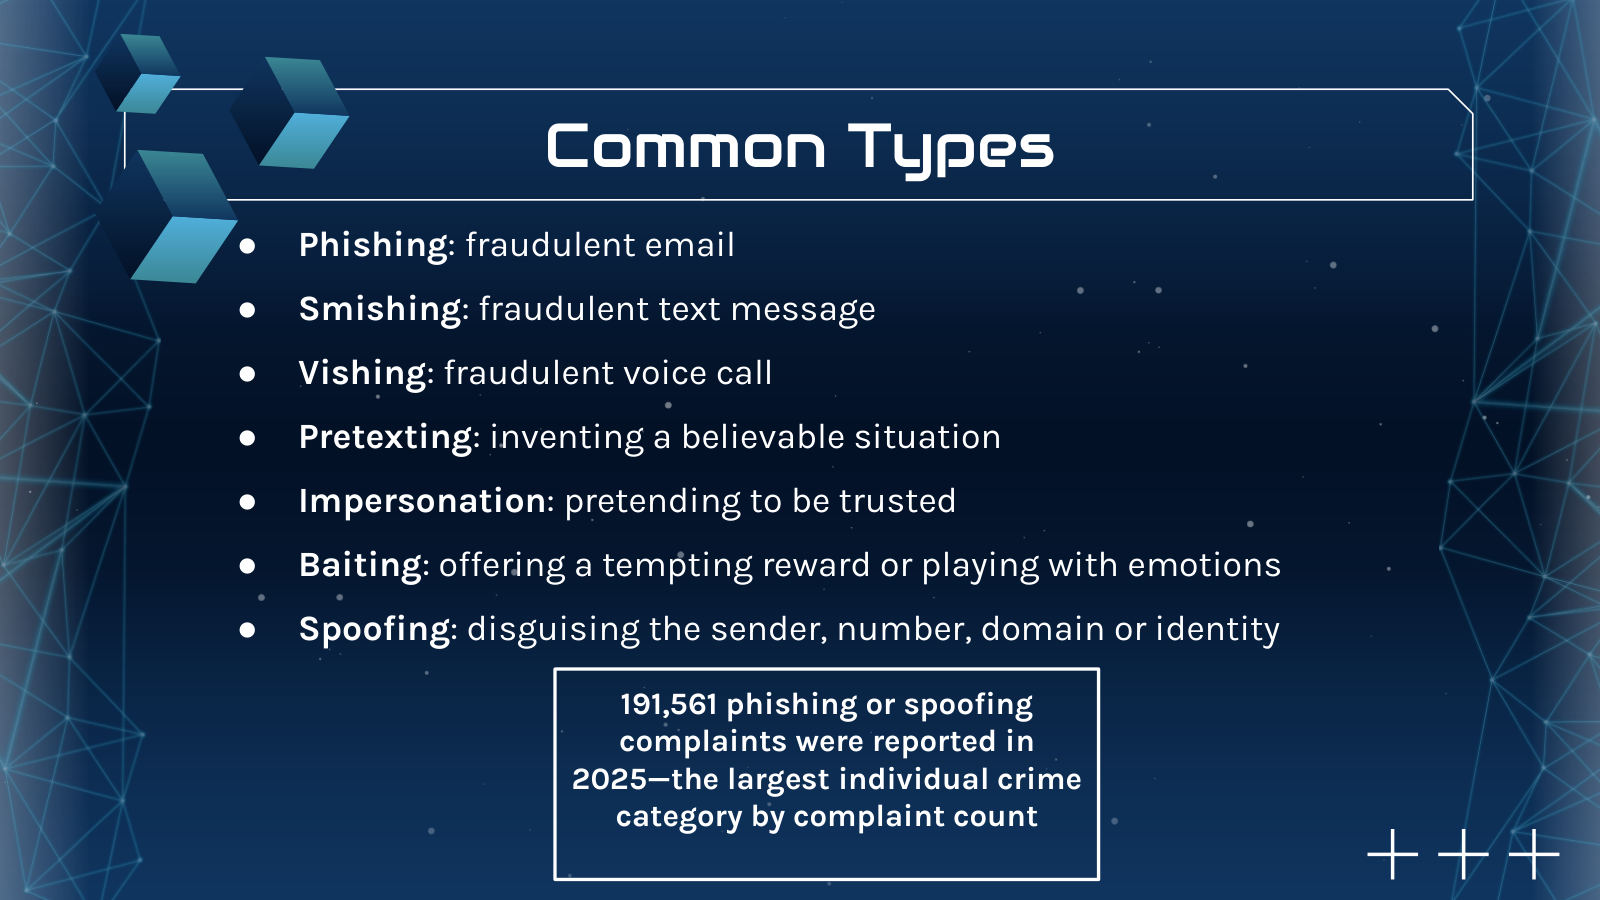 Common Types
● Phishing: fraudulent email
● Smishing: fraudulent text message
● Vishing: fraudulent voice call
● Pretexting: inventing a believable situation
● Impersonation: pretending to be trusted
● Baiting: offering a tempting reward or playing with emotions
● Spoofing: disguising the sender, number, domain or identity
191,561 phishing or spoofing
complaints were reported in
2025—the largest individual crime
category by complaint count